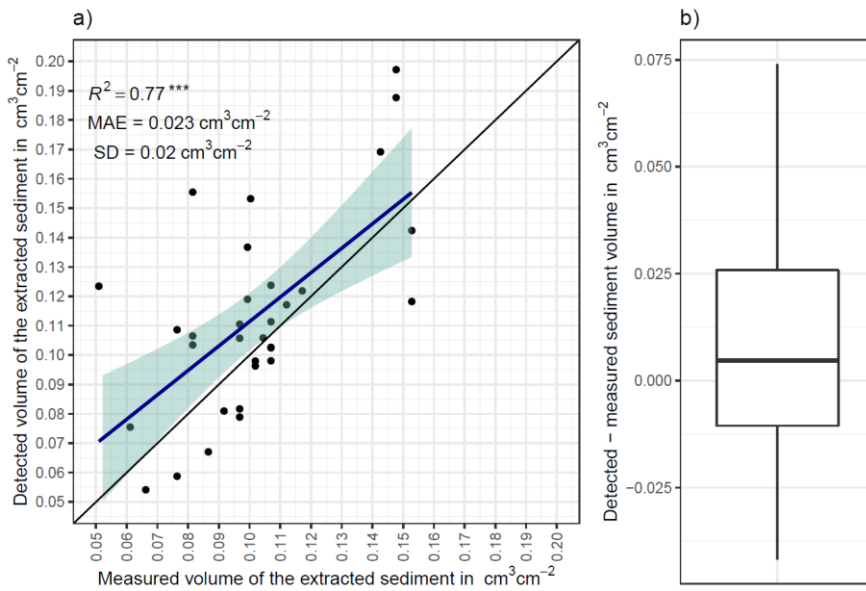 a)
R² = 0.77 ***
MAE = 0.023 cm³cm⁻²
SD = 0.02 cm³cm⁻²
Detected volume of the extracted sediment in cm³cm⁻²
0.20
0.19
0.18
0.17
0.16
0.15
0.14
0.13
0.12
0.11
0.10
0.09
0.08
0.07
0.06
0.05
0.05 0.06 0.07 0.08 0.09 0.10 0.11 0.12 0.13 0.14 0.15 0.16 0.17 0.18 0.19 0.20
Measured volume of the extracted sediment in cm³cm⁻²
b)
Detected − measured sediment volume in cm³cm⁻²
0.075
0.050
0.025
0.000
−0.025